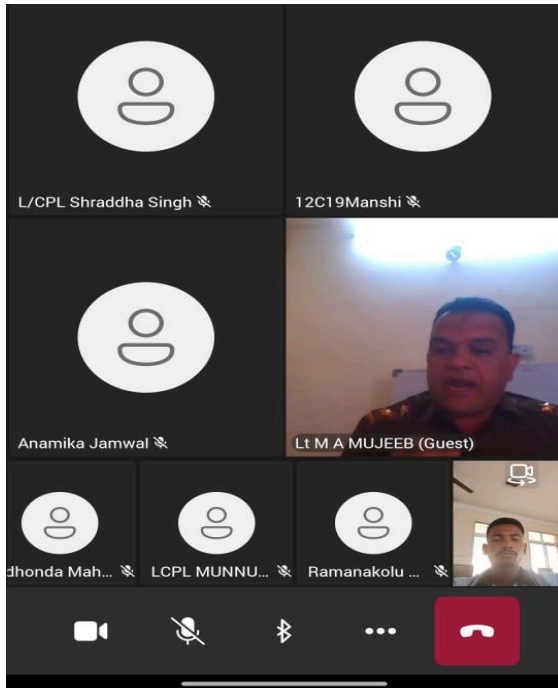 L/CPL Shraddha Singh
12C19Manshi
Anamika Jamwal
Lt M A MUJEEB (Guest)
dhonda Mah...
LCPL MUNNU...
Ramanakolu ...